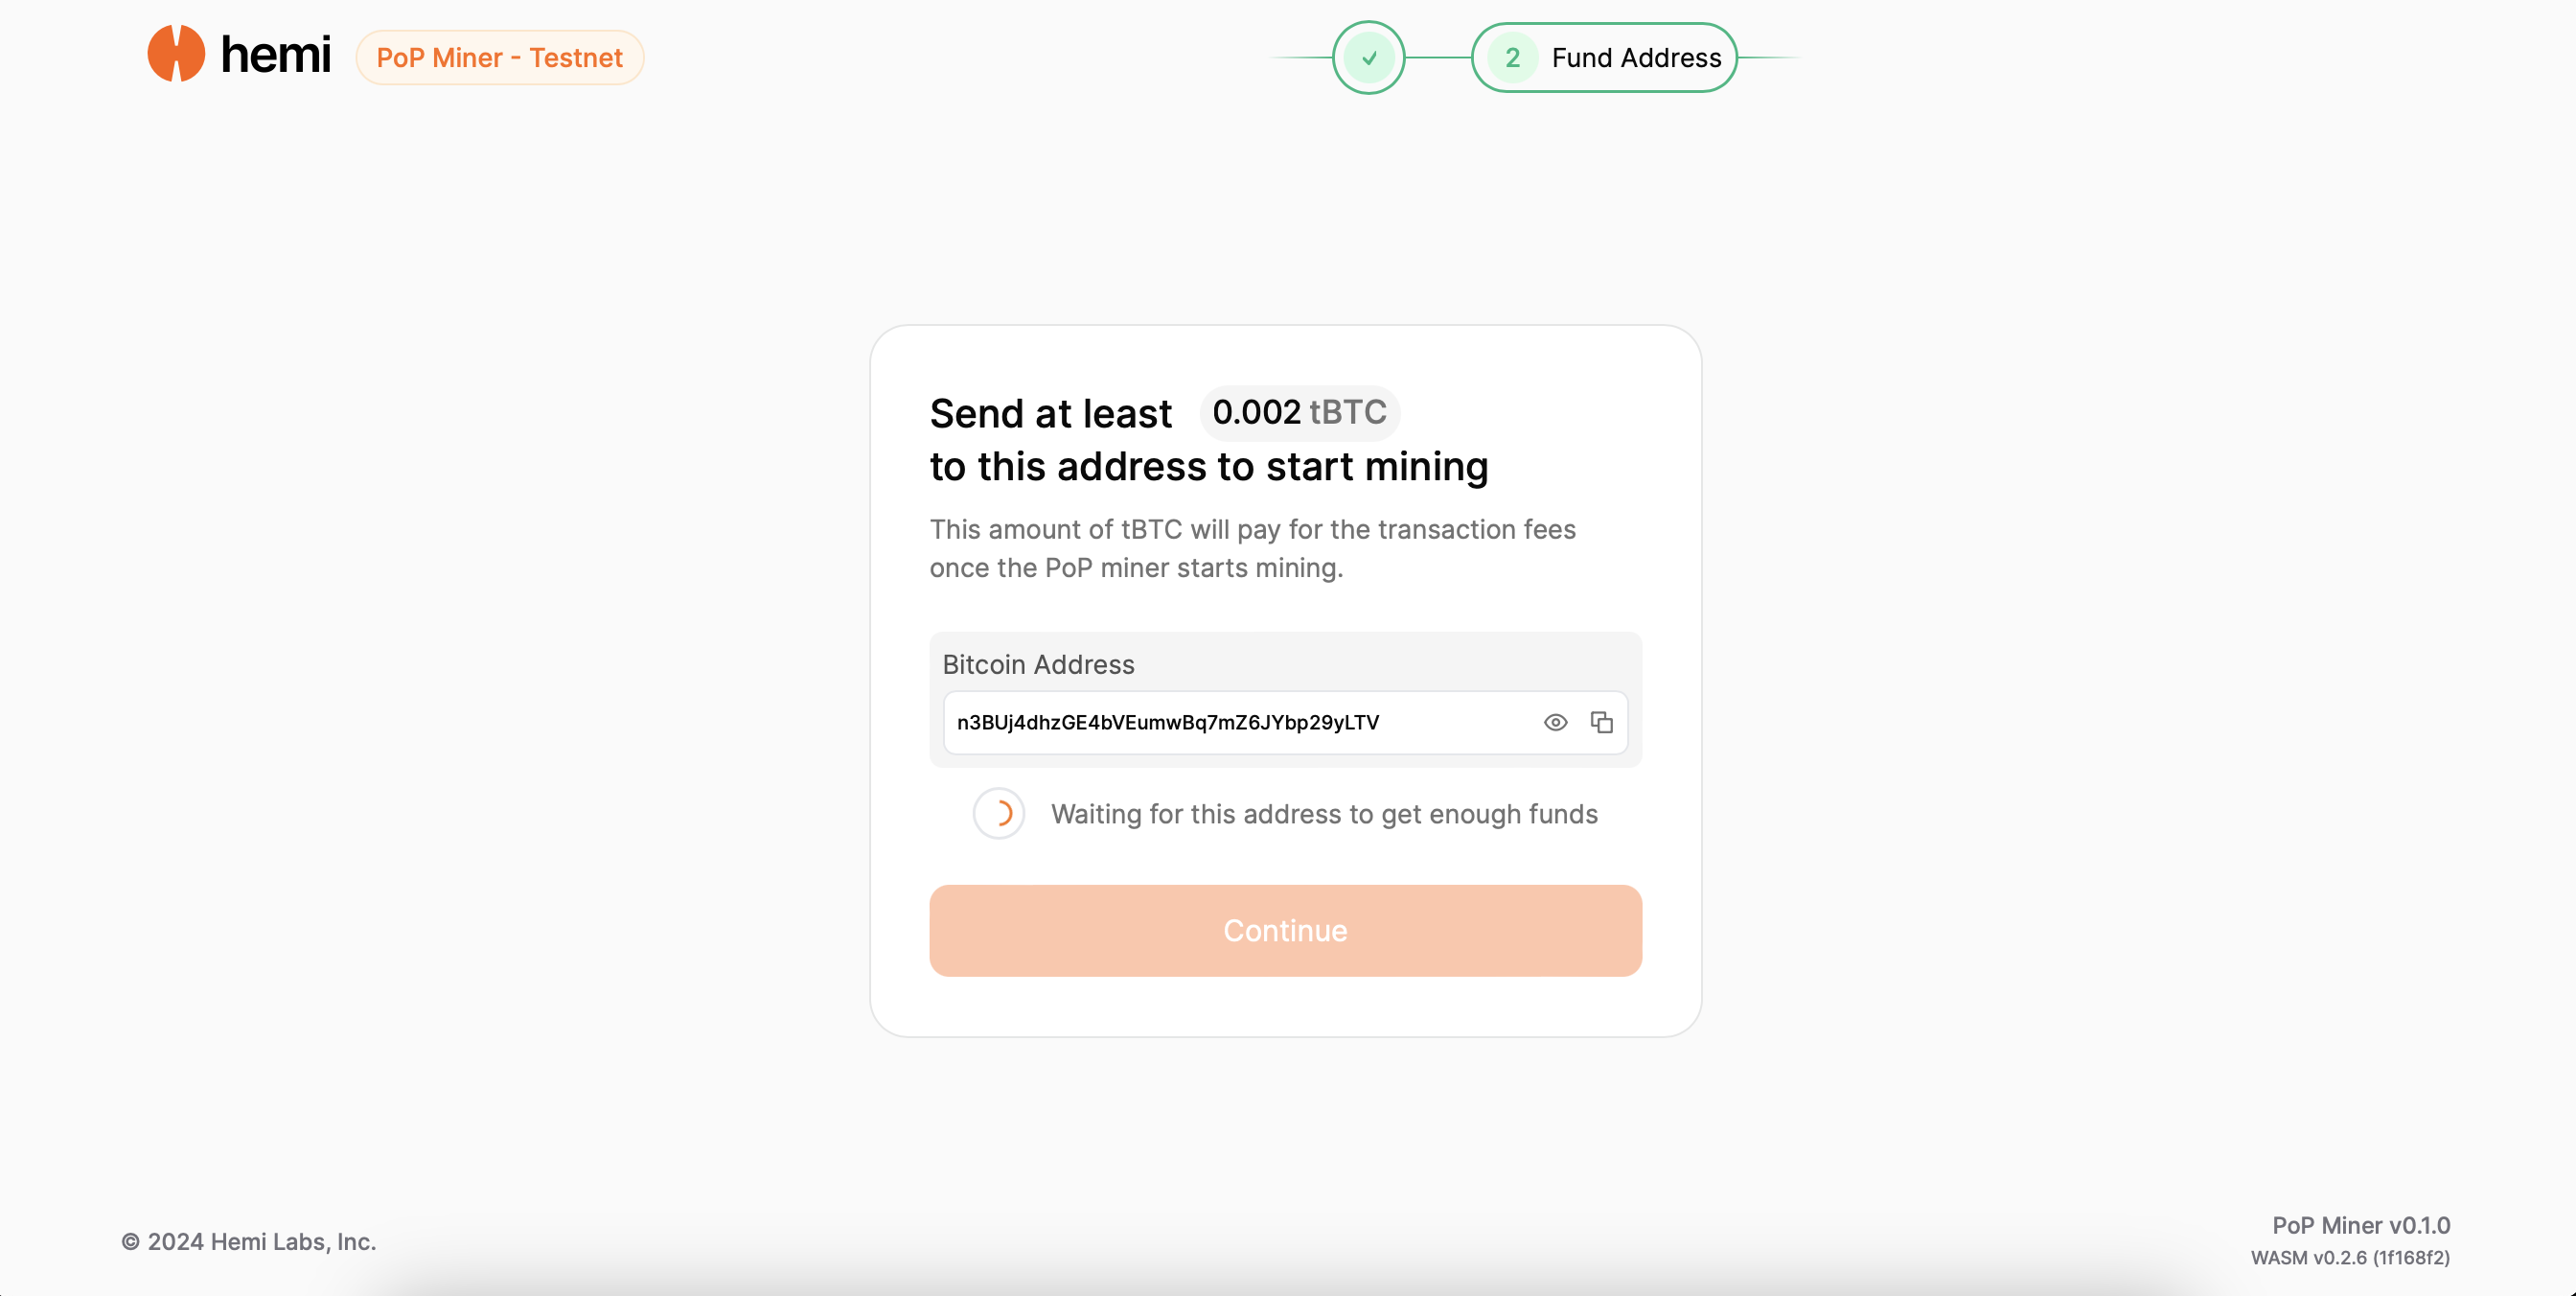 hemi
PoP Miner - Testnet
2 Fund Address
Send at least 0.002 tBTC
to this address to start mining
This amount of tBTC will pay for the transaction fees
once the PoP miner starts mining.
Bitcoin Address
n3BUj4dhzGE4bVEumwBq7mZ6JYbp29yLTV
Waiting for this address to get enough funds
Continue
© 2024 Hemi Labs, Inc.
PoP Miner v0.1.0
WASM v0.2.6 (1f168f2)